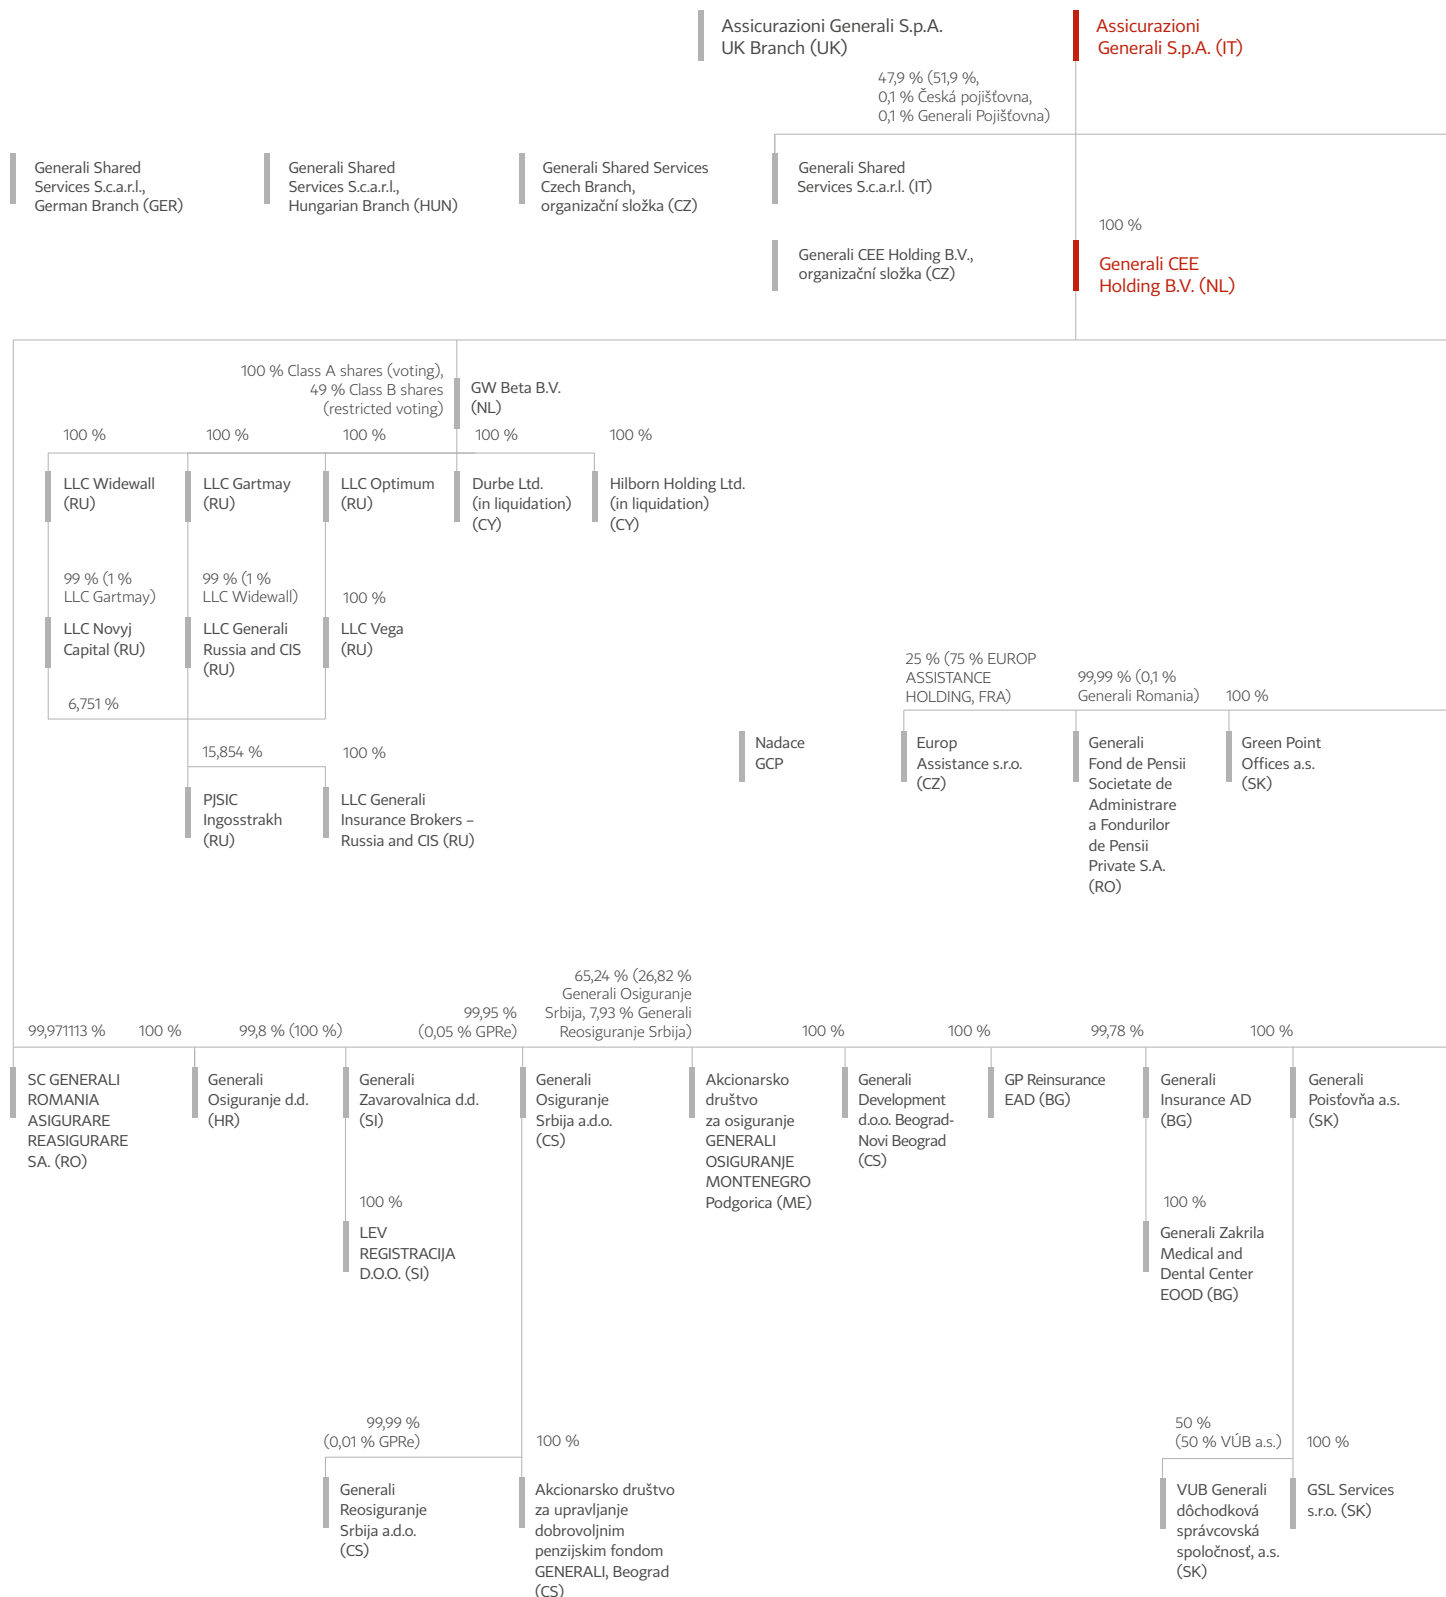 Assicurazioni Generali S.p.A.
UK Branch (UK)
Assicurazioni
Generali S.p.A. (IT)
47,9 % (51,9 %,
0,1 % Česká pojišťovna,
0,1 % Generali Pojišťovna)
Generali Shared
Services S.c.a.r.l.,
German Branch (GER)
Generali Shared
Services S.c.a.r.l.,
Hungarian Branch (HUN)
Generali Shared Services
Czech Branch,
organizační složka (CZ)
Generali Shared
Services S.c.a.r.l. (IT)
100 %
Generali CEE Holding B.V.,
organizační složka (CZ)
Generali CEE
Holding B.V. (NL)
100 % Class A shares (voting),
49 % Class B shares
(restricted voting)
GW Beta B.V.
(NL)
100 %
100 %
100 %
100 %
100 %
LLC Widewall
(RU)
LLC Gartmay
(RU)
LLC Optimum
(RU)
Durbe Ltd.
(in liquidation)
(CY)
Hilborn Holding Ltd.
(in liquidation)
(CY)
99 % (1 %
LLC Gartmay)
99 % (1 %
LLC Widewall)
100 %
LLC Novyj
Capital (RU)
LLC Generali
Russia and CIS
(RU)
LLC Vega
(RU)
6,751 %
15,854 %
100 %
PJSIC
Ingosstrakh
(RU)
LLC Generali
Insurance Brokers –
Russia and CIS (RU)
25 % (75 % EUROP
ASSISTANCE
HOLDING, FRA)
99,99 % (0,1 %
Generali Romania)
100 %
Nadace
GCP
Europ
Assistance s.r.o.
(CZ)
Generali
Fond de Pensii
Societate de
Administrare
a Fondurilor
de Pensii
Private S.A.
(RO)
Green Point
Offices a.s.
(SK)
99,971113 %
100 %
99,8 % (100 %)
99,95 %
(0,05 % GPRe)
65,24 % (26,82 %
Generali Osiguranje
Srbija, 7,93 % Generali
Reosiguranje Srbija)
100 %
100 %
99,78 %
100 %
SC GENERALI
ROMANIA
ASIGURARE
REASIGURARE
SA. (RO)
Generali
Osiguranje d.d.
(HR)
Generali
Zavarovalnica d.d.
(SI)
Generali
Osiguranje
Srbija a.d.o.
(CS)
Akcionarsko
društvo
za osiguranje
GENERALI
OSIGURANJE
MONTENEGRO
Podgorica (ME)
Generali
Development
d.o.o. Beograd-
Novi Beograd
(CS)
GP Reinsurance
EAD (BG)
Generali
Insurance AD
(BG)
Generali
Poisťovňa a.s.
(SK)
100 %
LEV
REGISTRACIJA
D.O.O. (SI)
100 %
Generali Zakrila
Medical and
Dental Center
EOOD (BG)
99,99 %
(0,01 % GPRe)
100 %
50 %
(50 % VÚB a.s.)
100 %
Generali
Reosiguranje
Srbija a.d.o.
(CS)
Akcionarsko društvo
za upravljanje
dobrovoljnim
penzijskim fondom
GENERALI, Beograd
(CS)
VUB Generali
dôchodková
správcovská
spoločnosť, a.s.
(SK)
GSL Services
s.r.o. (SK)